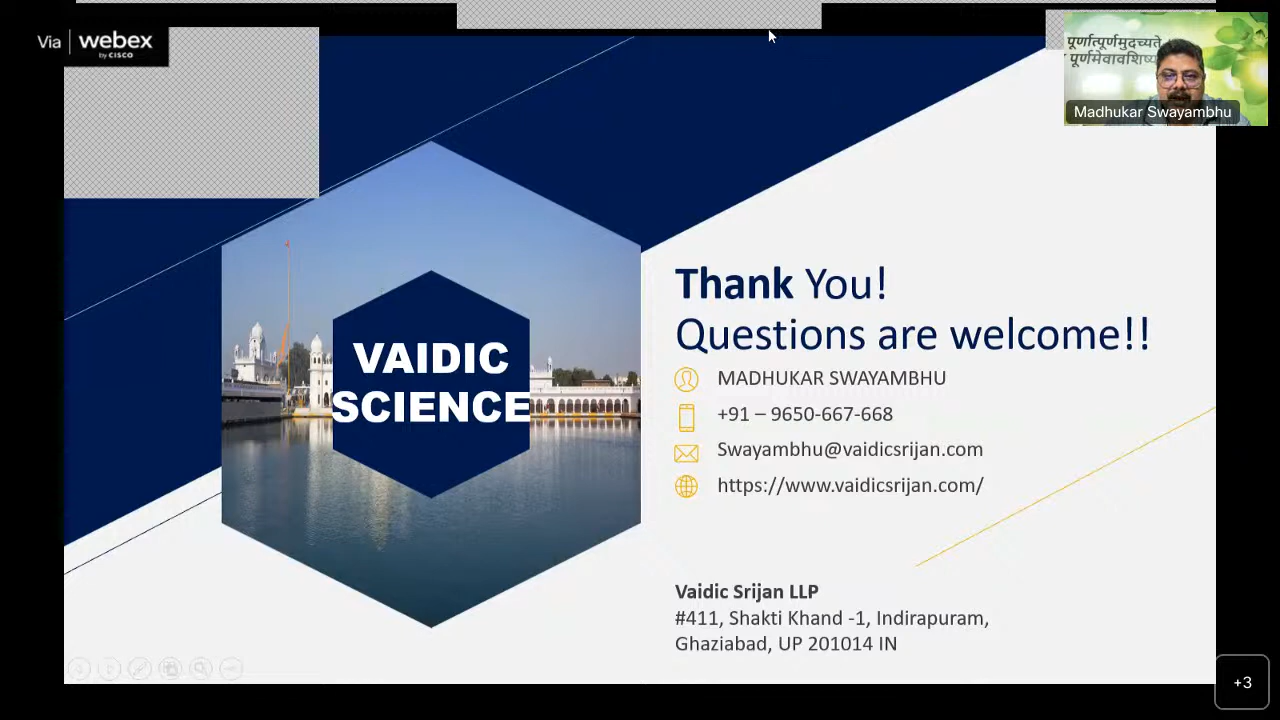 Via webex
by CISCO
पूर्णात्पूर्णमुदच्यते
पूर्णमेवावशिष्य
Madhukar Swayambhu
VAIDIC
SCIENCE
Thank You!
Questions are welcome!!
MADHUKAR SWAYAMBHU
+91 – 9650-667-668
Swayambhu@vaidicsrijan.com
https://www.vaidicsrijan.com/
Vaidic Srijan LLP
#411, Shakti Khand -1, Indirapuram,
Ghaziabad, UP 201014 IN
+3